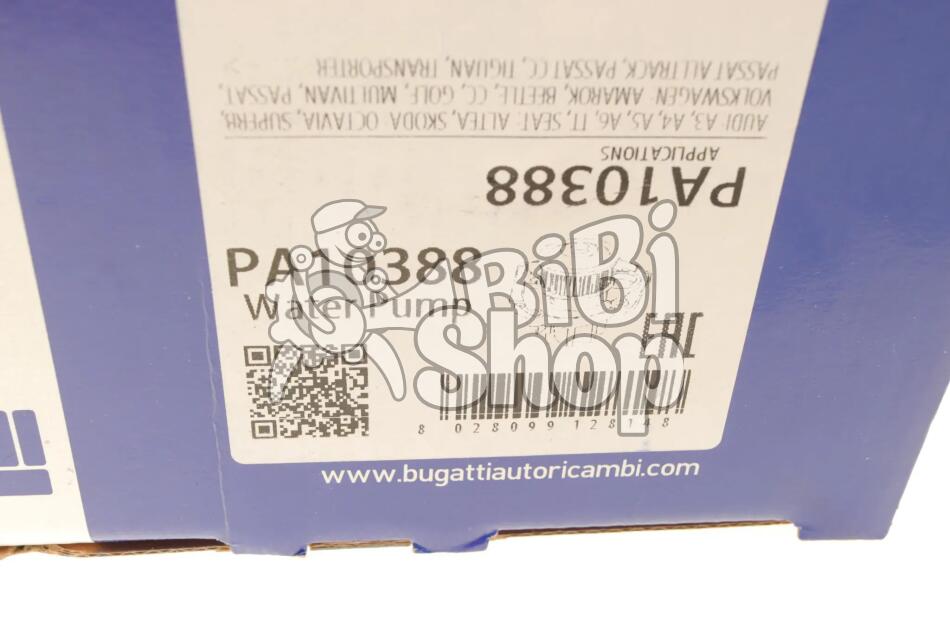 PASSAT ALLTRACK, PASSAT CC, TIGUAN, TRANSPORTER
VOLKSWAGEN: AMAROK, BEETLE, CC, GOLF, MULTIVAN, PASSAT,
AUDI: A3, A4, A5, A6, TT, SEAT: ALTEA, SKODA: OCTAVIA, SUPERB,
APPLICATIONS
PA10388
PA10388
Water Pump
BiBi
Shop
EAC
8 028099 128148
www.bugattiautoricambi.com